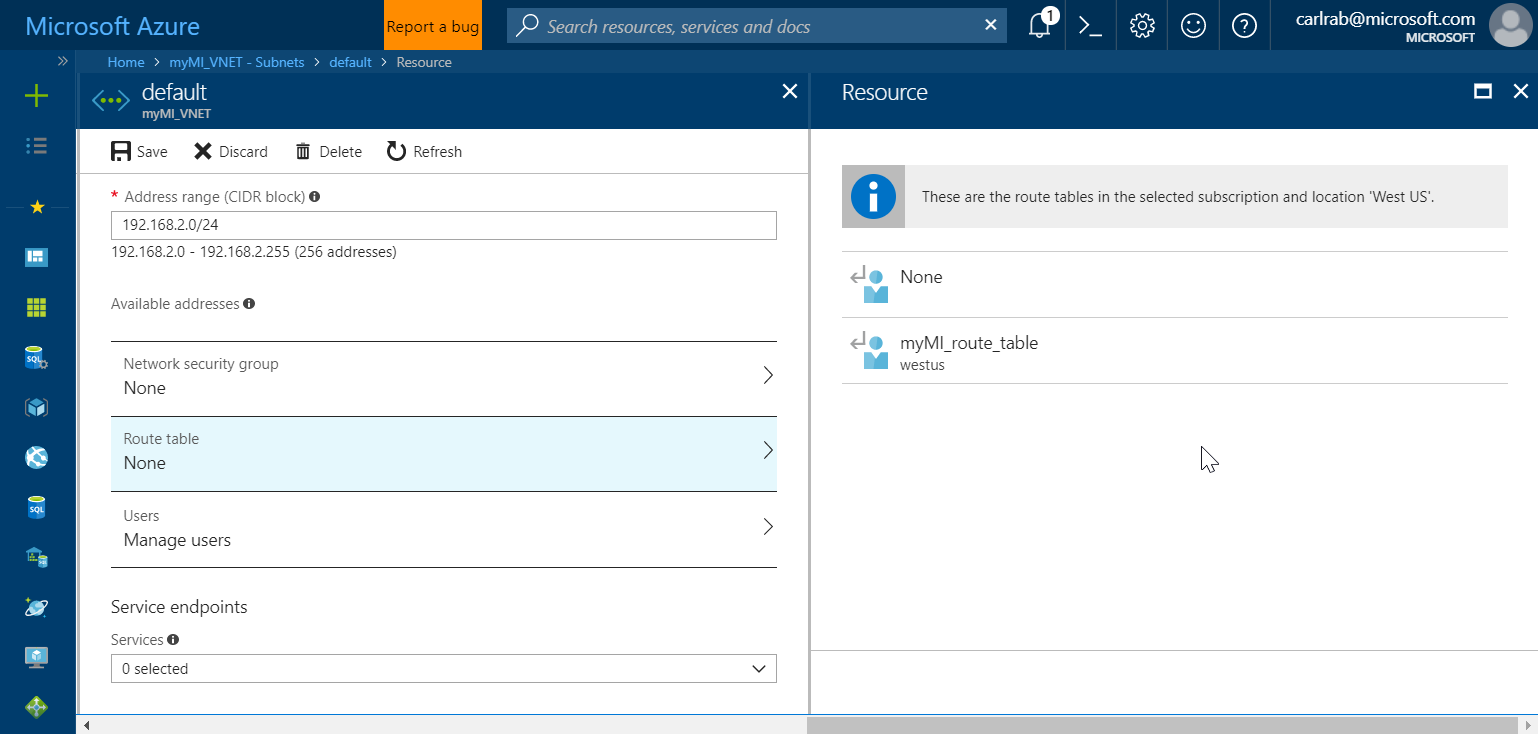 Microsoft Azure
Report a bug
Search resources, services and docs
1
carlrab@microsoft.com
MICROSOFT
Home > myMI_VNET - Subnets > default > Resource
default
myMI_VNET
Save Discard Delete Refresh
* Address range (CIDR block)
192.168.2.0/24
192.168.2.0 - 192.168.2.255 (256 addresses)
Available addresses
Network security group
None
Route table
None
Users
Manage users
Service endpoints
Services
0 selected
Resource
These are the route tables in the selected subscription and location 'West US'.
None
myMI_route_table
westus
SQL
SQL